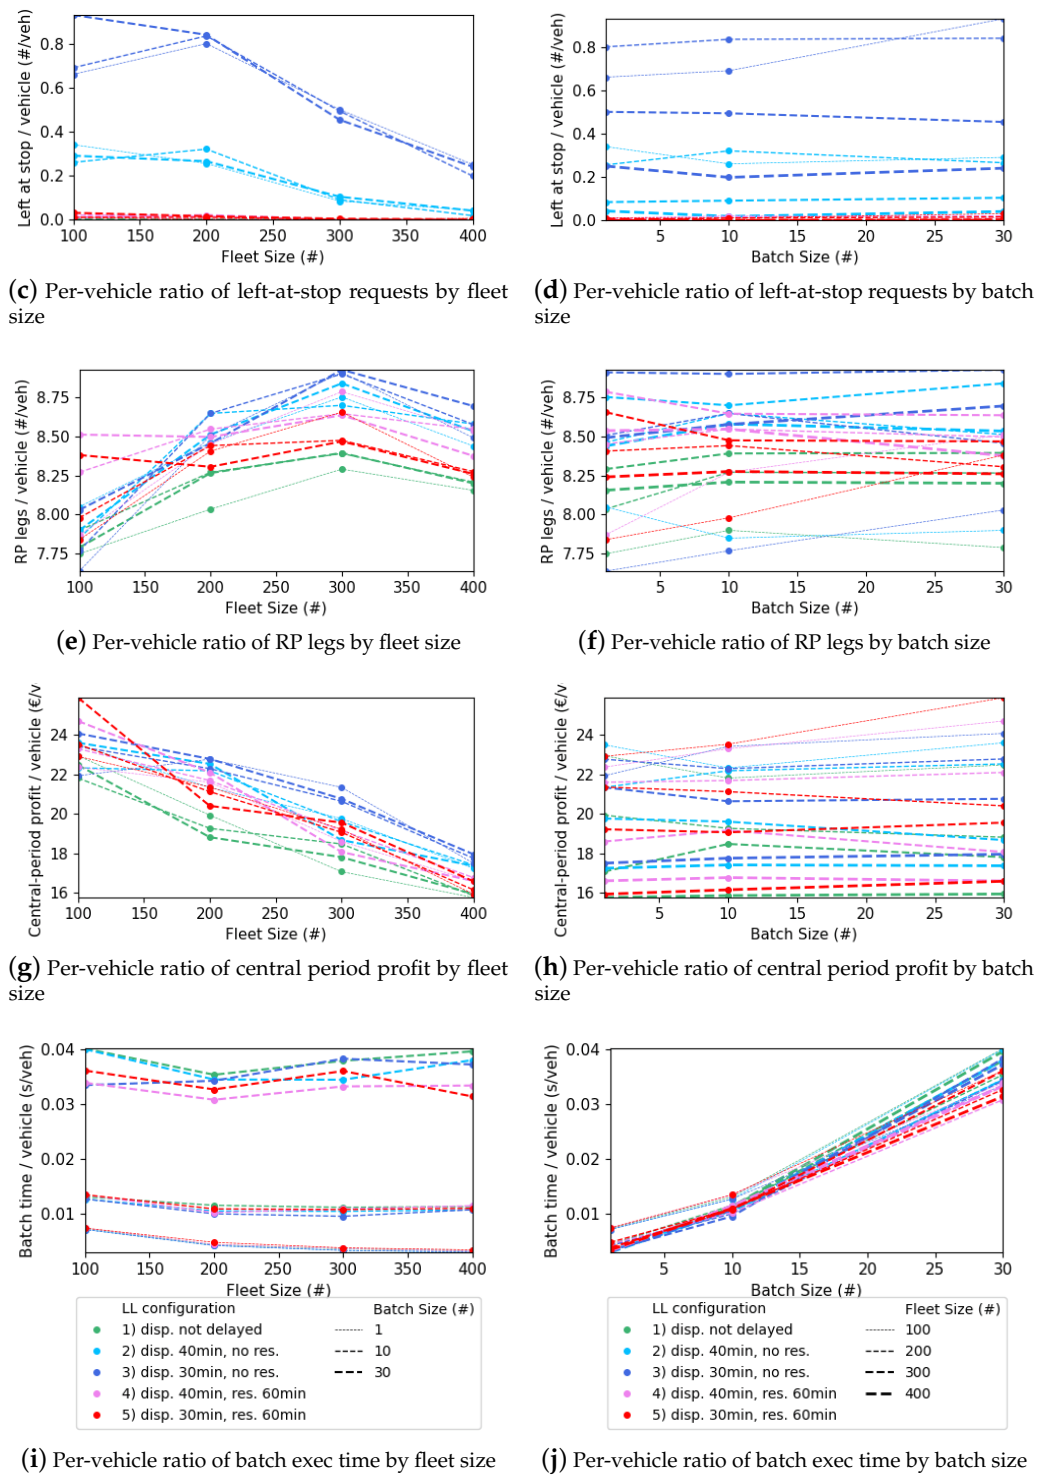 Left at stop / vehicle (#/veh)
0.8
0.6
0.4
0.2
0.0
100 150 200 250 300 350 400
Fleet Size (#)
Left at stop / vehicle (#/veh)
0.8
0.6
0.4
0.2
0.0
5 10 15 20 25 30
Batch Size (#)
(c) Per-vehicle ratio of left-at-stop requests by fleet
size
(d) Per-vehicle ratio of left-at-stop requests by batch
size
RP legs / vehicle (#/veh)
8.75
8.50
8.25
8.00
7.75
100 150 200 250 300 350 400
Fleet Size (#)
RP legs / vehicle (#/veh)
8.75
8.50
8.25
8.00
7.75
5 10 15 20 25 30
Batch Size (#)
(e) Per-vehicle ratio of RP legs by fleet size
(f) Per-vehicle ratio of RP legs by batch size
Central-period profit / vehicle (€/v
24
22
20
18
16
100 150 200 250 300 350 400
Fleet Size (#)
Central-period profit / vehicle (€/v
24
22
20
18
16
5 10 15 20 25 30
Batch Size (#)
(g) Per-vehicle ratio of central period profit by fleet
size
(h) Per-vehicle ratio of central period profit by batch
size
Batch time / vehicle (s/veh)
0.04
0.03
0.02
0.01
100 150 200 250 300 350 400
Fleet Size (#)
LL configuration
1) disp. not delayed
2) disp. 40min, no res.
3) disp. 30min, no res.
4) disp. 40min, res. 60min
5) disp. 30min, res. 60min
Batch Size (#)
1
10
30
Batch time / vehicle (s/veh)
0.04
0.03
0.02
0.01
5 10 15 20 25 30
Batch Size (#)
LL configuration
1) disp. not delayed
2) disp. 40min, no res.
3) disp. 30min, no res.
4) disp. 40min, res. 60min
5) disp. 30min, res. 60min
Fleet Size (#)
100
200
300
400
(i) Per-vehicle ratio of batch exec time by fleet size
(j) Per-vehicle ratio of batch exec time by batch size